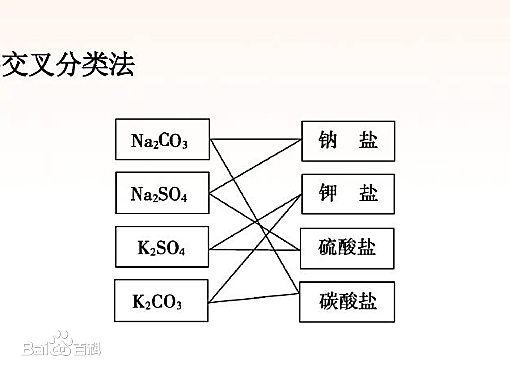 交叉分类法
Na₂CO₃ 钠 盐
Na₂SO₄ 钾 盐
K₂SO₄ 硫酸盐
K₂CO₃ 碳酸盐
Bai百科